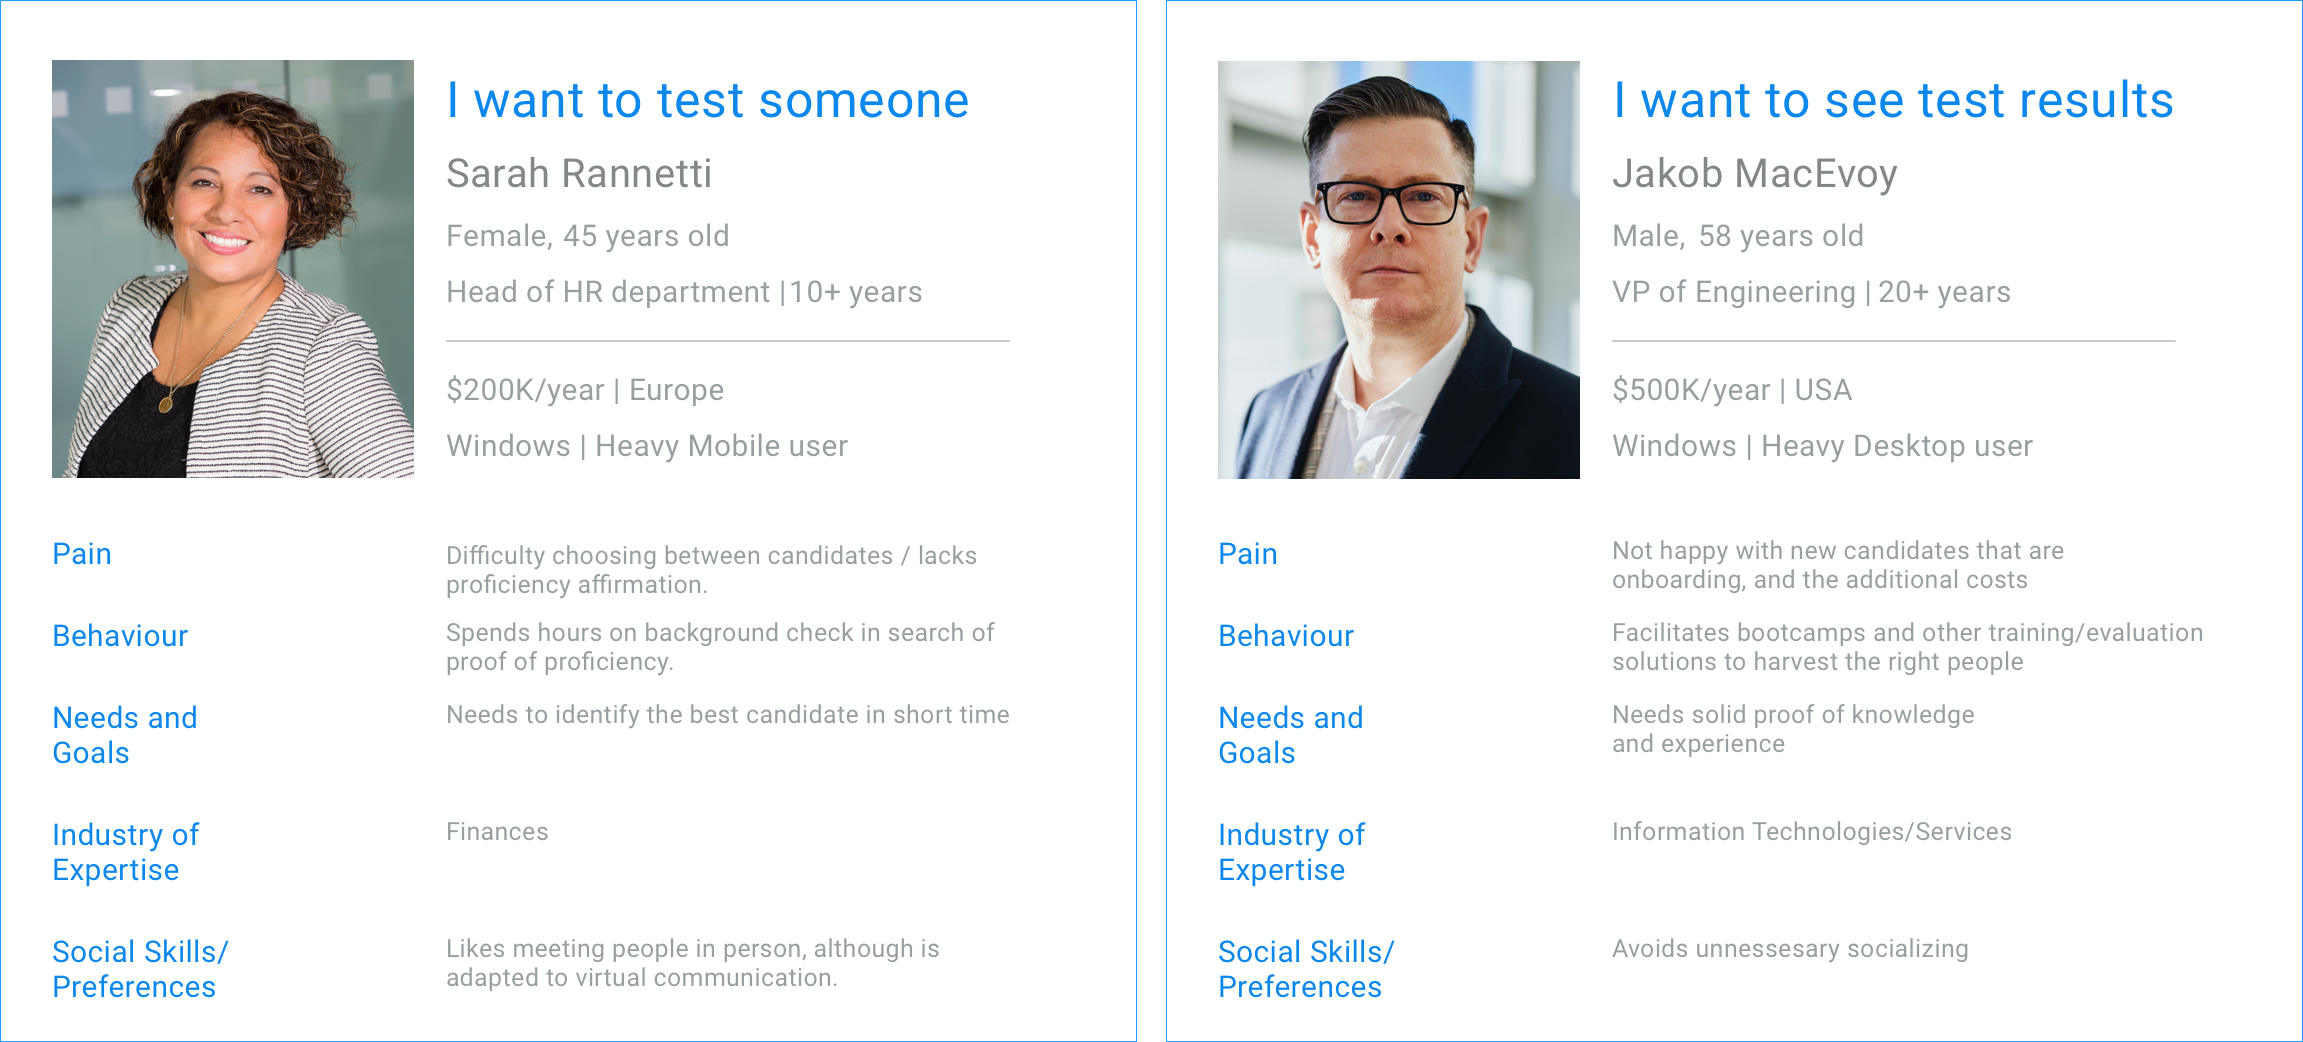 I want to test someone
Sarah Rannetti
Female, 45 years old
Head of HR department |10+ years
$200K/year | Europe
Windows | Heavy Mobile user
Pain
Difficulty choosing between candidates / lacks
proficiency affirmation.
Behaviour
Spends hours on background check in search of
proof of proficiency.
Needs and
Goals
Needs to identify the best candidate in short time
Industry of
Expertise
Finances
Social Skills/
Preferences
Likes meeting people in person, although is
adapted to virtual communication.
I want to see test results
Jakob MacEvoy
Male, 58 years old
VP of Engineering | 20+ years
$500K/year | USA
Windows | Heavy Desktop user
Pain
Not happy with new candidates that are
onboarding, and the additional costs
Behaviour
Facilitates bootcamps and other training/evaluation
solutions to harvest the right people
Needs and
Goals
Needs solid proof of knowledge
and experience
Industry of
Expertise
Information Technologies/Services
Social Skills/
Preferences
Avoids unnessesary socializing